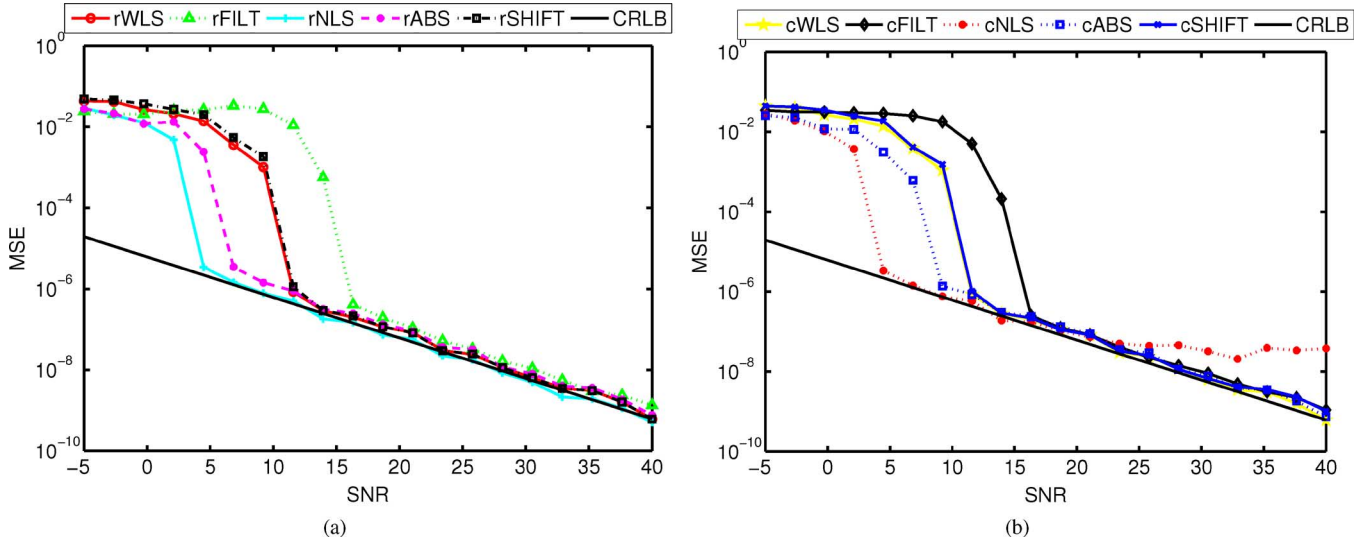 rWLS rFILT rNLS rABS rSHIFT CRLB
10^0
10^-2
10^-4
10^-6
10^-8
10^-10
MSE
-5 0 5 10 15 20 25 30 35 40
SNR
(a)
cWLS cFILT cNLS cABS cSHIFT CRLB
10^0
10^-2
10^-4
10^-6
10^-8
10^-10
MSE
-5 0 5 10 15 20 25 30 35 40
SNR
(b)